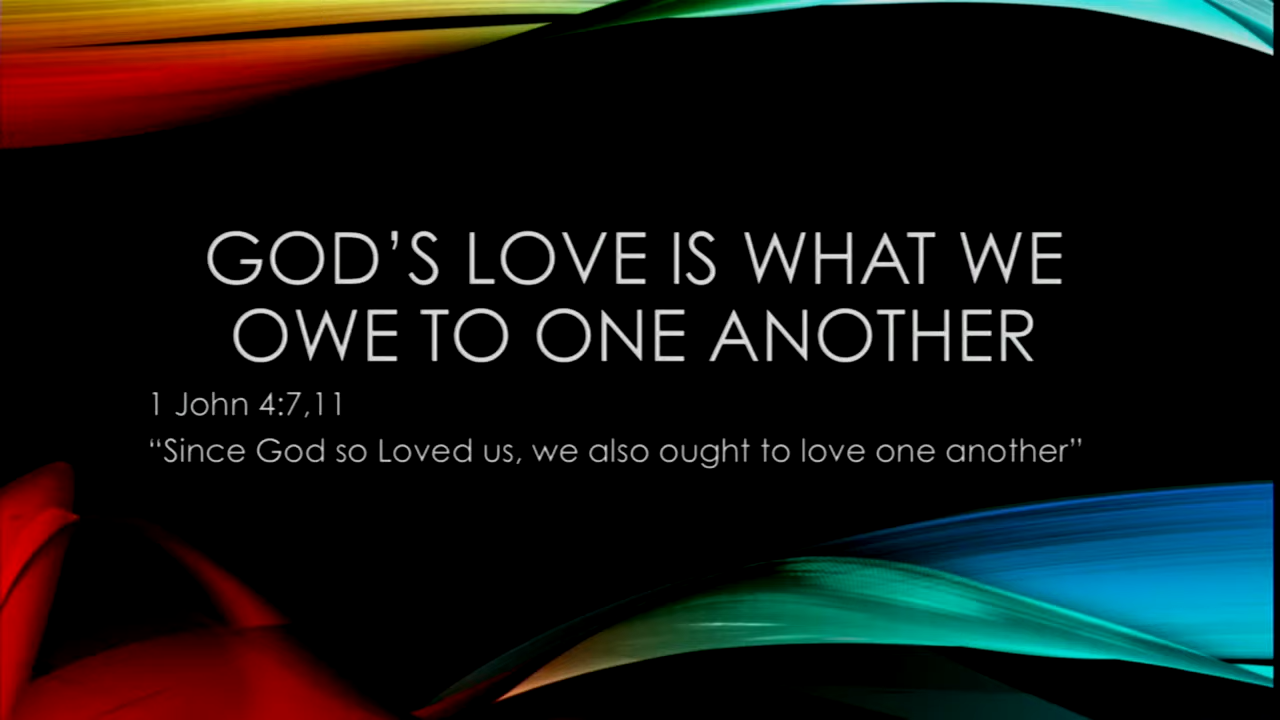 GOD’S LOVE IS WHAT WE
OWE TO ONE ANOTHER
1 John 4:7,11
“Since God so Loved us, we also ought to love one another”